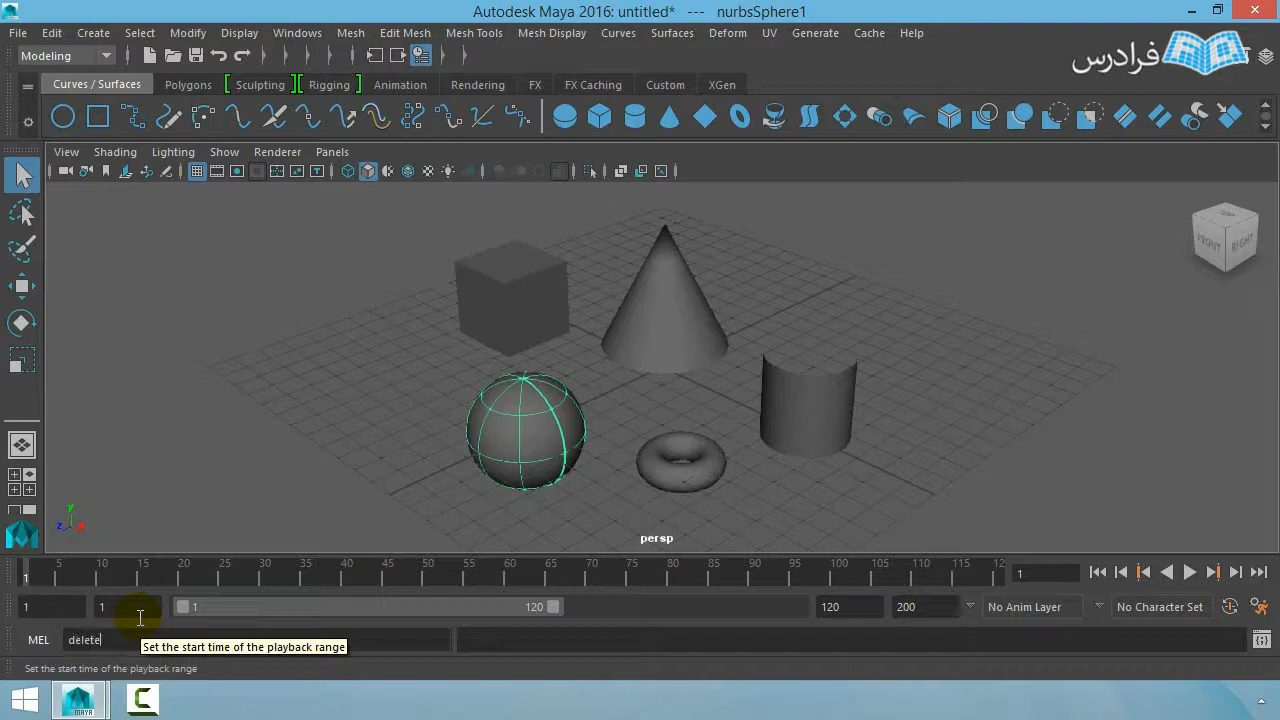 Autodesk Maya 2016: untitled* --- nurbsSphere1
File Edit Create Select Modify Display Windows Mesh Edit Mesh Mesh Tools Mesh Display Curves Surfaces Deform UV Generate Cache Help
Modeling
فرادرس
Curves / Surfaces Polygons Sculpting Rigging Animation Rendering FX FX Caching Custom XGen
View Shading Lighting Show Renderer Panels
FRONT RIGHT
y
z x
persp
5 10 15 20 25 30 35 40 45 50 55 60 65 70 75 80 85 90 95 100 105 110 115 12
1 1
1 1 1 120 120 200 No Anim Layer No Character Set
MEL delete
Set the start time of the playback range
Set the start time of the playback range
MAYA